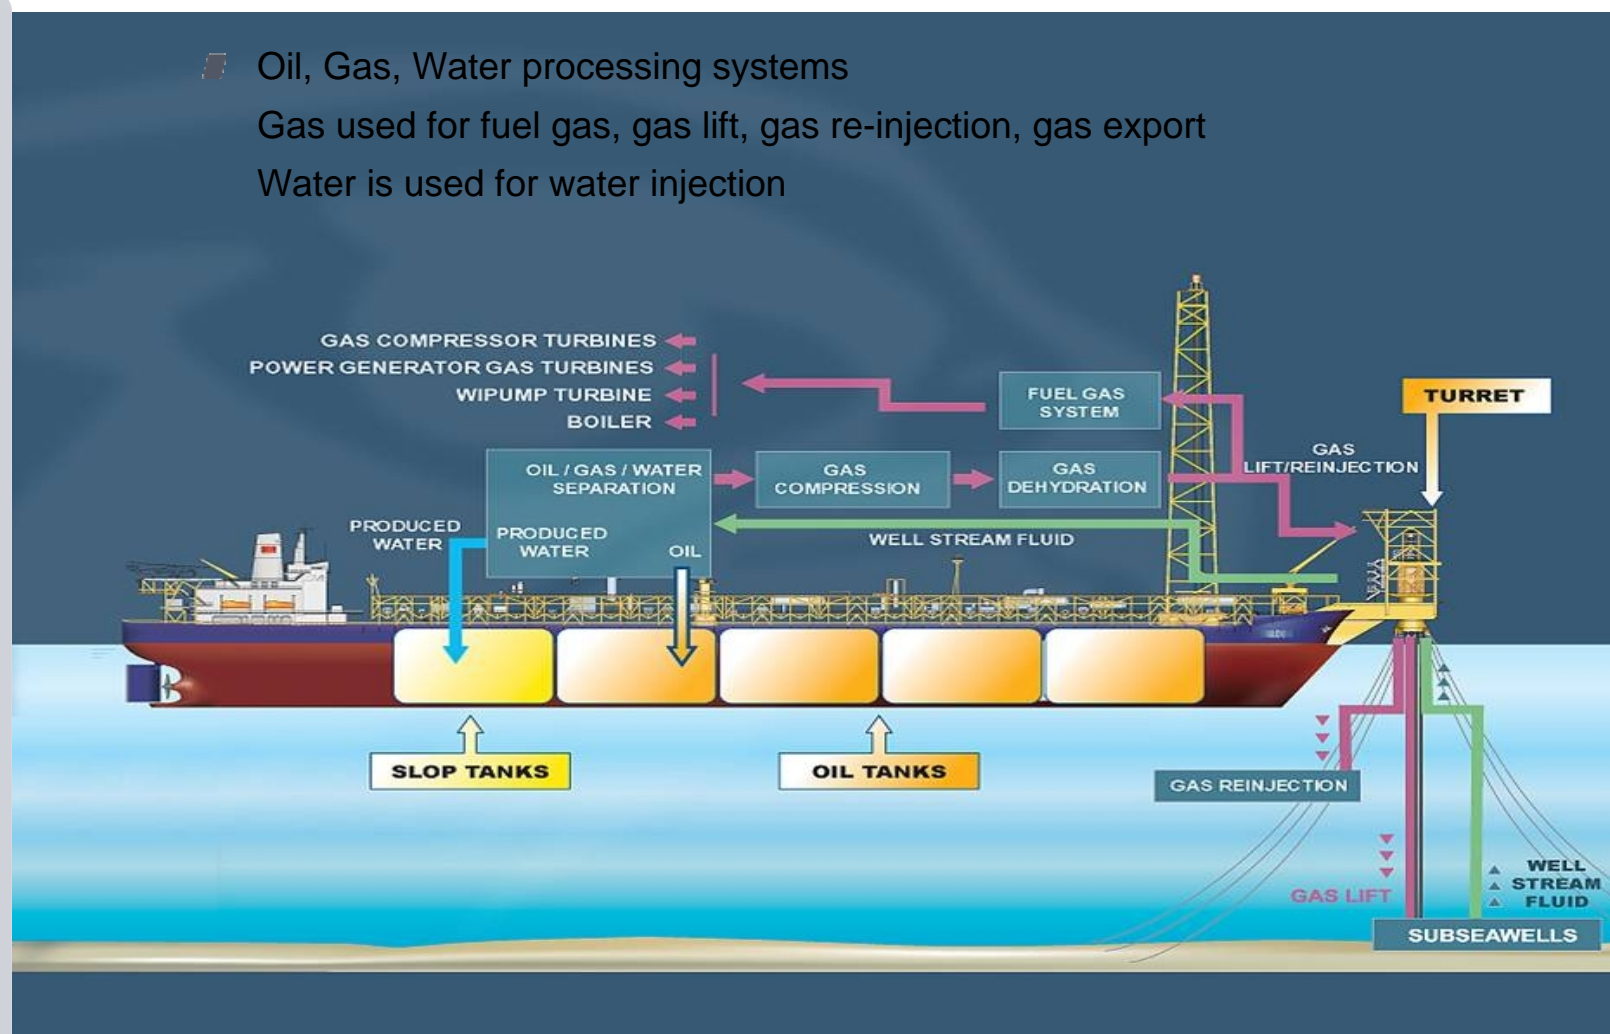 Oil, Gas, Water processing systems
Gas used for fuel gas, gas lift, gas re-injection, gas export
Water is used for water injection
GAS COMPRESSOR TURBINES
POWER GENERATOR GAS TURBINES
WIPUMP TURBINE
BOILER
FUEL GAS
SYSTEM
TURRET
GAS
LIFT/REINJECTION
OIL / GAS / WATER
SEPARATION
GAS
COMPRESSION
GAS
DEHYDRATION
PRODUCED
WATER
PRODUCED
WATER
OIL
WELL STREAM FLUID
SLOP TANKS
OIL TANKS
GAS REINJECTION
GAS LIFT
WELL
STREAM
FLUID
SUBSEAWELLS